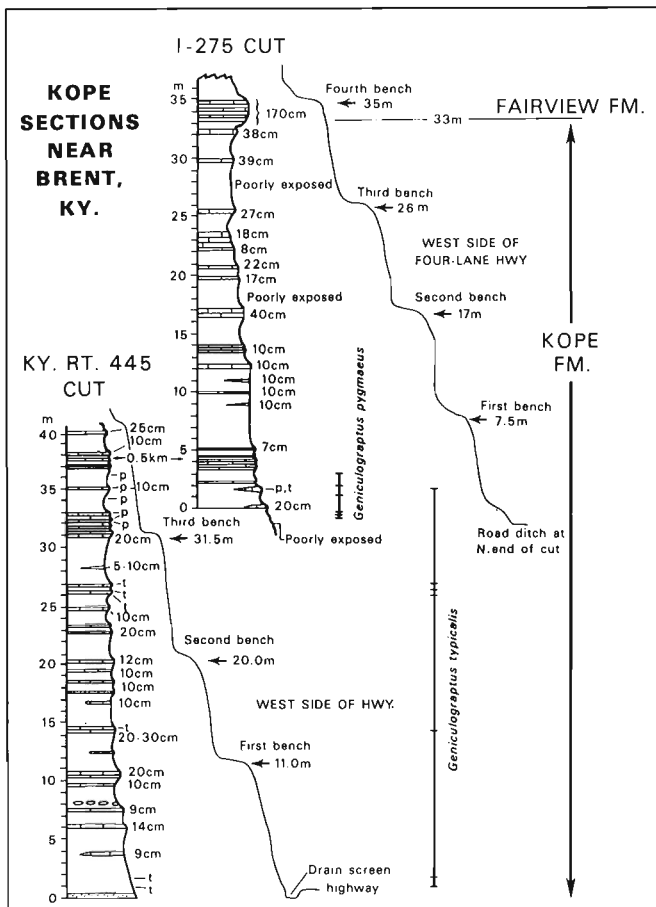 I-275 CUT
KOPE
SECTIONS
NEAR
BRENT,
KY.
m
35
30
25
20
15
10
5
0
170cm
38cm
39cm
Poorly exposed
27cm
18cm
8cm
22cm
17cm
Poorly exposed
40cm
10cm
10cm
10cm
10cm
10cm
7cm
p,t
20cm
Poorly exposed
Fourth bench
35m
Third bench
26m
WEST SIDE OF
FOUR-LANE HWY
Second bench
17m
First bench
7.5m
Road ditch at
N.end of cut
FAIRVIEW FM.
33m
KOPE
FM.
Geniculograptus pygmaeus
Geniculograptus typicalis
KY. RT. 445
CUT
m
40
35
30
25
20
15
10
5
0
25cm
10cm
0.5km
p
p-10cm
p
p
p
20cm
5-10cm
t
t
t
10cm
20cm
12cm
10cm
10cm
10cm
t
20-30cm
20cm
10cm
9cm
14cm
9cm
t
t
Third bench
31.5m
Second bench
20.0m
WEST SIDE OF HWY.
First bench
11.0m
Drain screen
highway